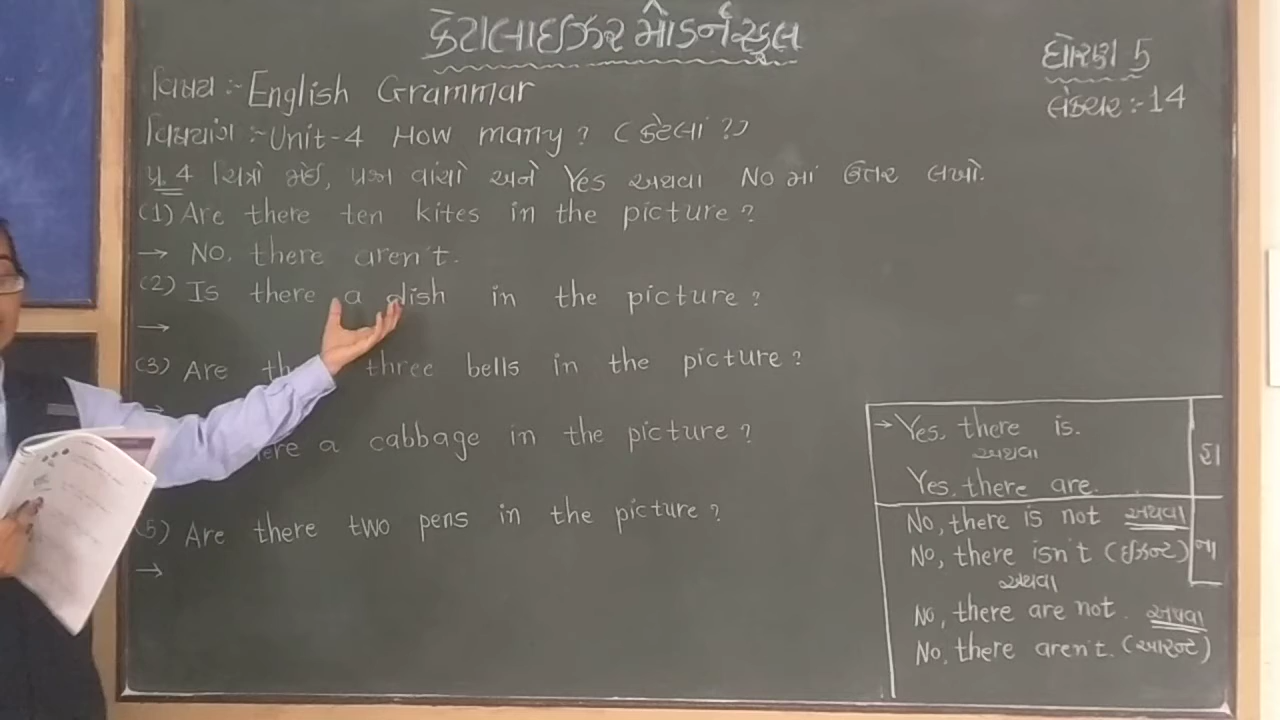 કેટાલાઈઝર મોર્ડન સ્કુલ
ધોરણ 5
લેક્ચર :- 14
વિષય :- English Grammar
વિષયાંગ :- Unit-4 How many? (કેટલાં ?)
પ્ર. 4 ચિત્રો જોઈ, પ્રશ્ન વાંચો અને Yes અથવા No માં ઉત્તર લખો.
(1) Are there ten kites in the picture?
→ No, there aren't.
(2) Is there a dish in the picture?
→
(3) Are three bells in the picture?
a cabbage in the picture?
(5) Are there two pens in the picture?
→
→ Yes, there is.
અથવા
Yes, there are.
હા
No, there is not અથવા
No, there isn't (ઈઝન્ટ)
ના
અથવા
No, there are not. અથવા
No, there aren't. (આરન્ટ)